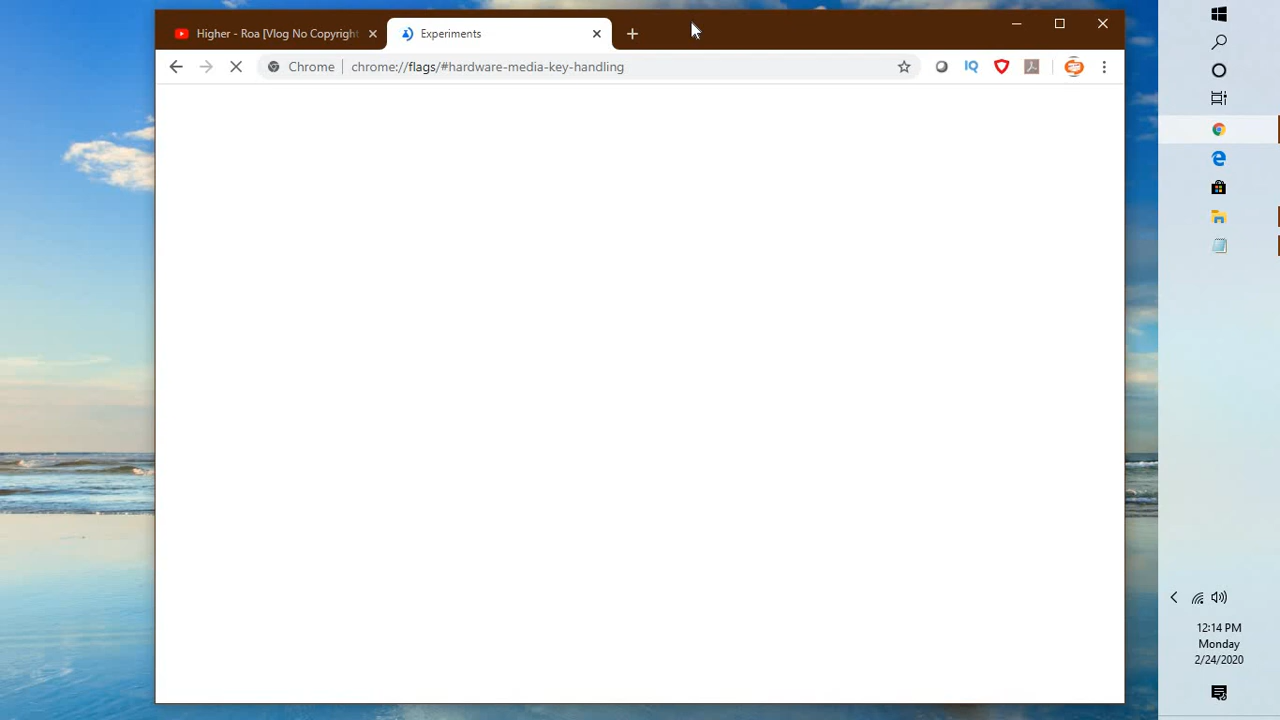 Higher - Roa [Vlog No Copyright
Experiments
Chrome
chrome://flags/#hardware-media-key-handling
IQ
12:14 PM
Monday
2/24/2020